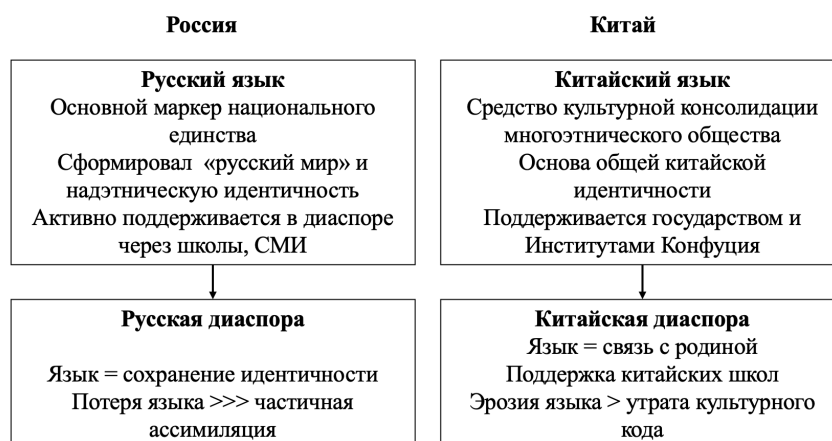 Россия
Китай
Русский язык
Основной маркер национального
единства
Сформировал «русский мир» и
надэтническую идентичность
Активно поддерживается в диаспоре
через школы, СМИ
Китайский язык
Средство культурной консолидации
многоэтнического общества
Основа общей китайской
идентичности
Поддерживается государством и
Институтами Конфуция
Русская диаспора
Язык = сохранение идентичности
Потеря языка >>> частичная
ассимиляция
Китайская диаспора
Язык = связь с родиной
Поддержка китайских школ
Эрозия языка > утрата культурного
кода